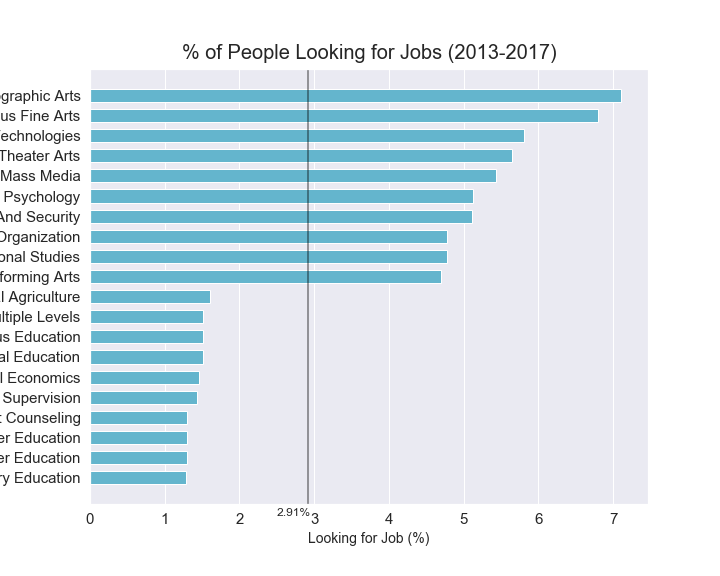 % of People Looking for Jobs (2013-2017)
ographic Arts
us Fine Arts
Technologies
Theater Arts
Mass Media
Psychology
And Security
Organization
onal Studies
forming Arts
l Agriculture
ultiple Levels
us Education
al Education
l Economics
Supervision
t Counseling
er Education
er Education
ry Education
0 1 2 3 4 5 6 7
2.91%
Looking for Job (%)